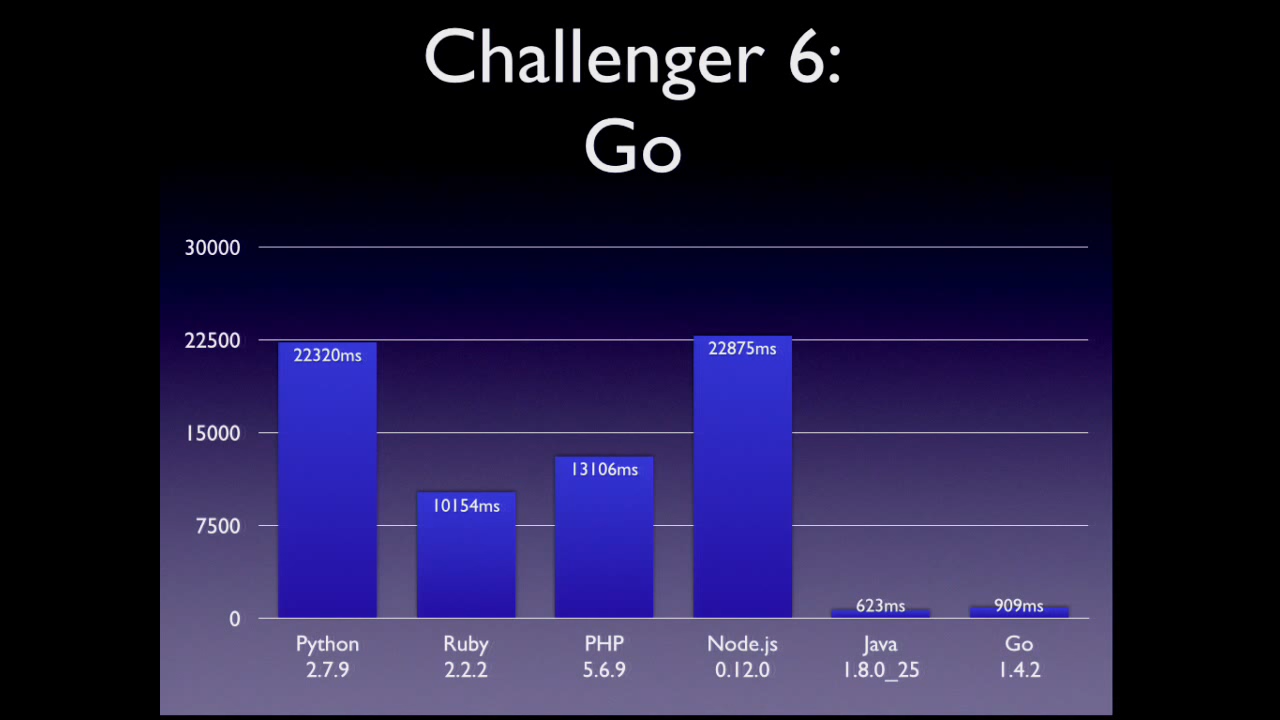 Challenger 6:
Go
30000
22500
15000
7500
0
22320ms
10154ms
13106ms
22875ms
623ms
909ms
Python
2.7.9
Ruby
2.2.2
PHP
5.6.9
Node.js
0.12.0
Java
1.8.0_25
Go
1.4.2